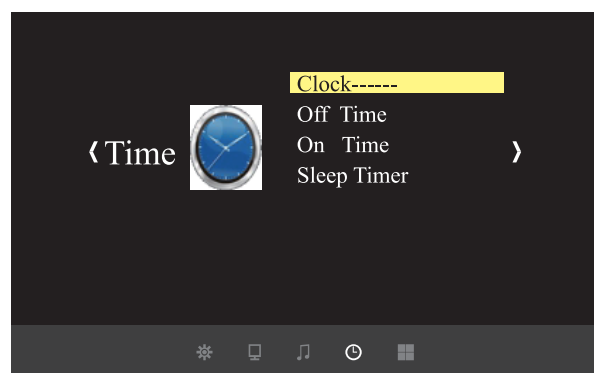 Time
Clock------
Off Time
On Time
Sleep Timer